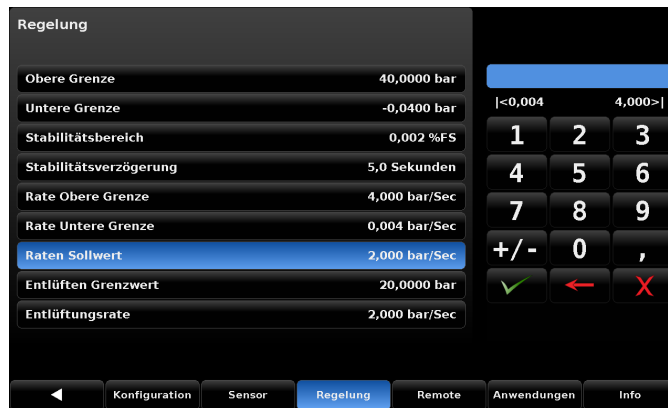 Regelung
Obere Grenze 40,0000 bar
Untere Grenze -0,0400 bar
Stabilitätsbereich 0,002 %FS
Stabilitätsverzögerung 5,0 Sekunden
Rate Obere Grenze 4,000 bar/Sec
Rate Untere Grenze 0,004 bar/Sec
Raten Sollwert 2,000 bar/Sec
Entlüften Grenzwert 20,0000 bar
Entlüftungsrate 2,000 bar/Sec
|<0,004 4,000>|
1 2 3
4 5 6
7 8 9
+/- 0 ,
X
Konfiguration Sensor Regelung Remote Anwendungen Info